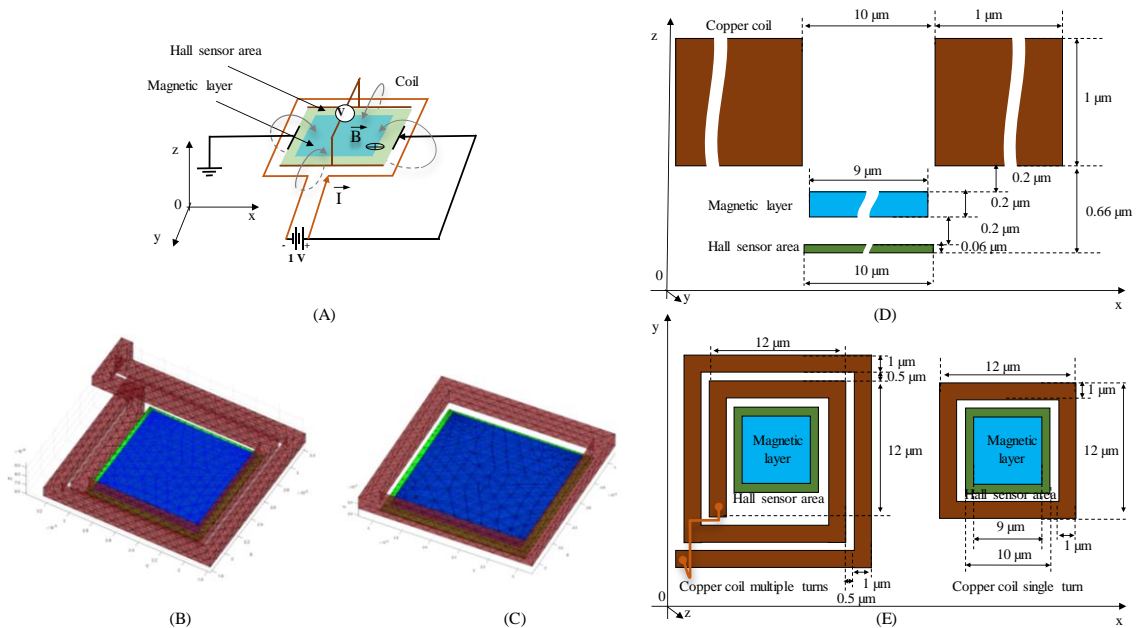 Hall sensor area
Magnetic layer
Coil
V
B
I
z
0
x
y
- +
1 V
(A)
(B)
(C)
z
Copper coil
10 µm
1 µm
1 µm
9 µm
0.2 µm
Magnetic layer
0.2 µm
0.66 µm
0.2 µm
Hall sensor area
0.06 µm
10 µm
0
y
x
(D)
y
12 µm
1 µm
0.5 µm
12 µm
Magnetic
layer
Hall sensor area
12 µm
1 µm
12 µm
Magnetic
layer
Hall sensor area
9 µm
1 µm
10 µm
1 µm
0.5 µm
Copper coil multiple turns
Copper coil single turn
0
z
x
(E)